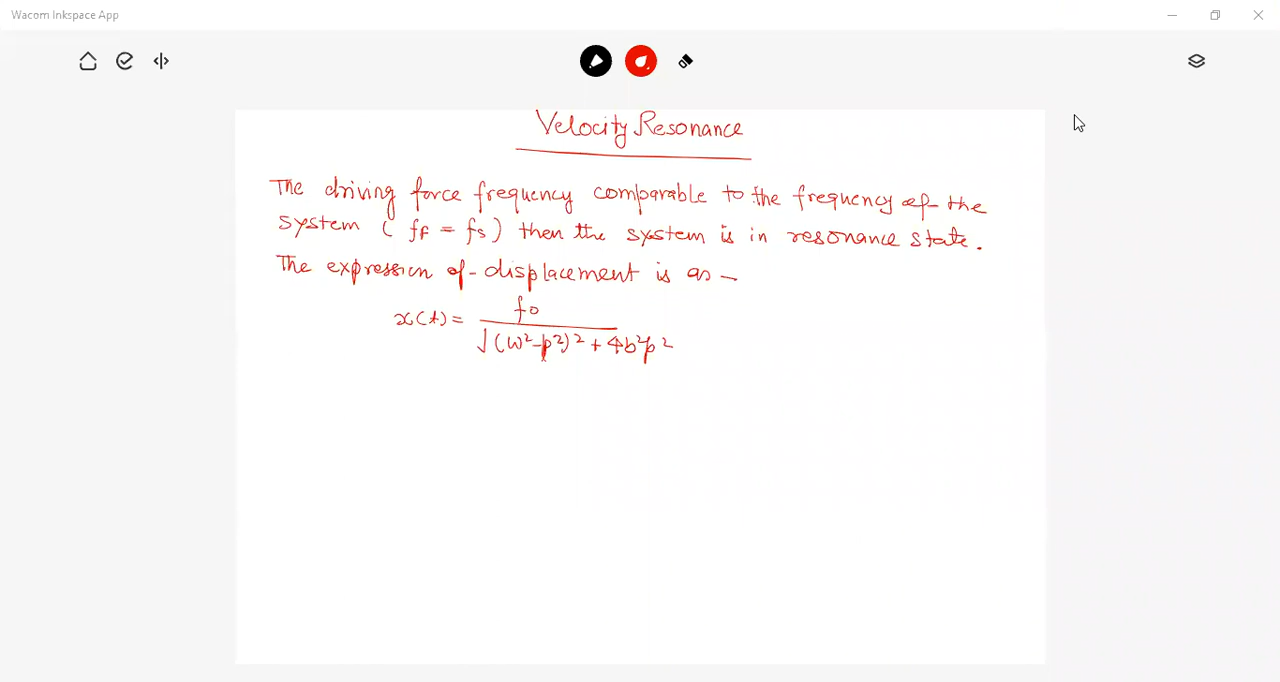 Wacom Inkspace App
Velocity Resonance
The driving force frequency comparable to the frequency of the
system ( fF = fs ) then the system is in resonance state.
The expression of displacement is as –
x(t) = f0 / √(ω²-p²)² + 4b²p²